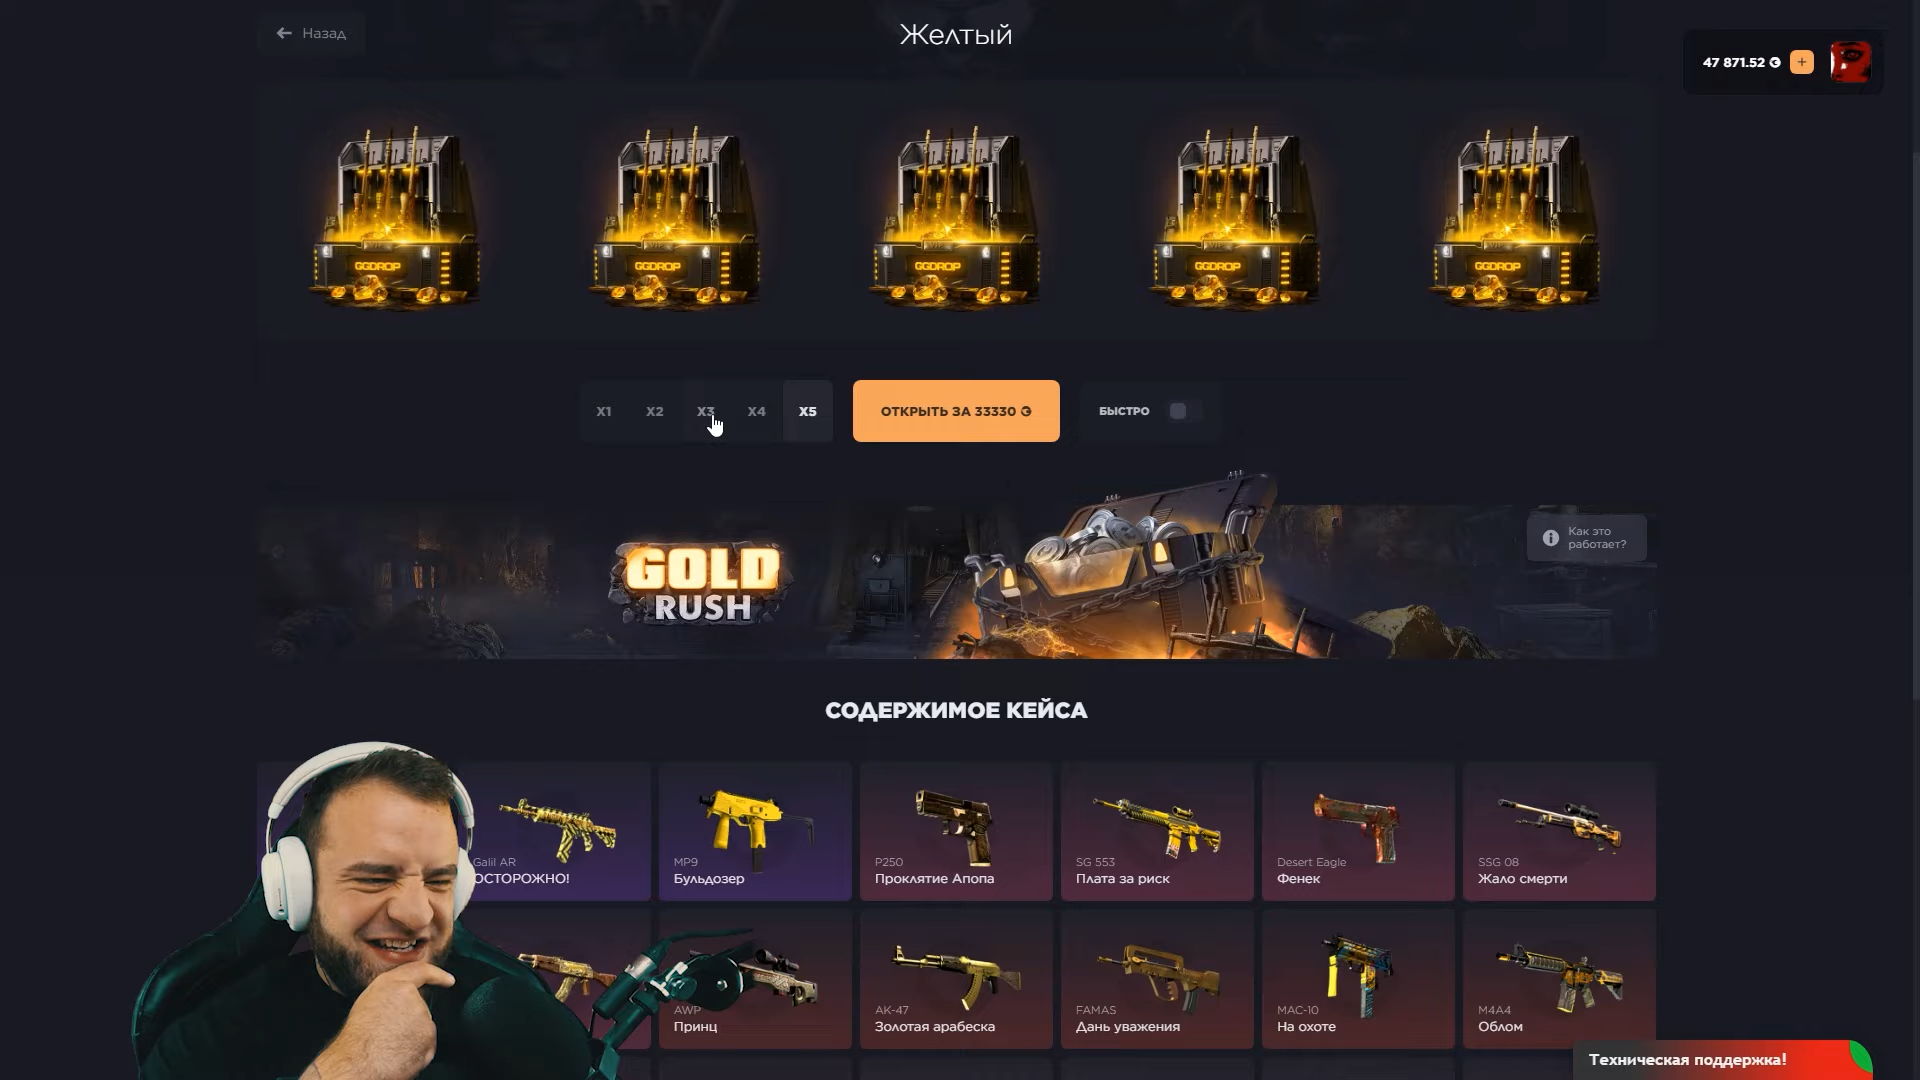 Назад
Желтый
47 871.52
GGDROP
GGDROP
GGDROP
GGDROP
GGDROP
X1 X2 X3 X4 X5
ОТКРЫТЬ ЗА 33330
БЫСТРО
GOLD
RUSH
Как это
работает?
СОДЕРЖИМОЕ КЕЙСА
Galil AR
ОСТОРОЖНО!
MP9
Бульдозер
P250
Проклятие Апопа
SG 553
Плата за риск
Desert Eagle
Фенек
SSG 08
Жало смерти
AWP
Принц
AK-47
Золотая арабеска
FAMAS
Дань уважения
MAC-10
На охоте
M4A4
Облом
Техническая поддержка!